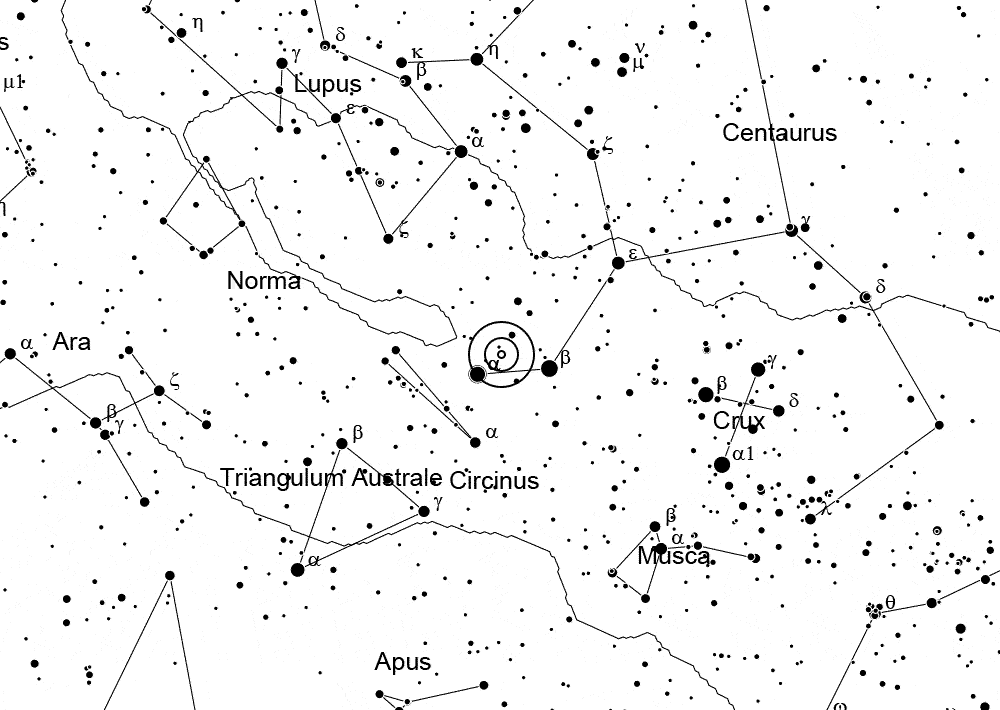 η
δ
κ
η
ν
μ
γ
β
s
μ1
Lupus
ε
Centaurus
α
ζ
η
ζ
γ
ε
Norma
δ
Ara
α
α
β
γ
ζ
β
δ
β
γ
Crux
β
α
α1
Triangulum Australe
Circinus
γ
χ
β
α
Musca
α
θ
Apus
φ